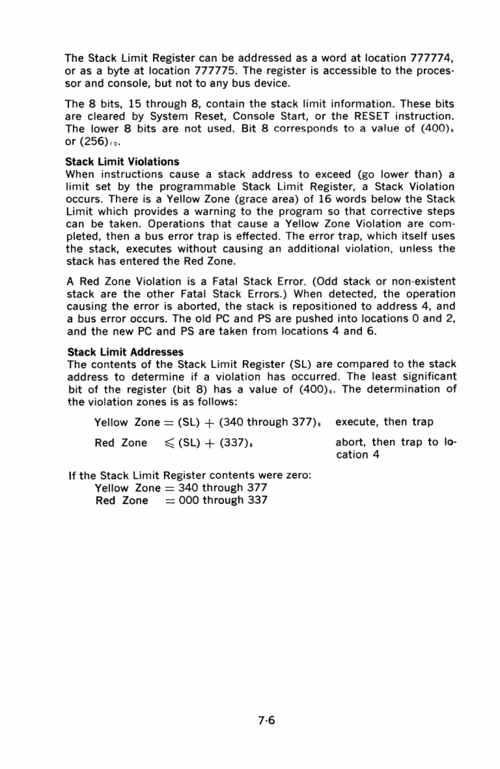 The Stack Limit Register can be addressed as a word at location 777774,
or as a byte at location 777775. The register is accessible to the proces-
sor and console, but not to any bus device.
The 8 bits, 15 through 8, contain the stack limit information. These bits
are cleared by System Reset, Console Start, or the RESET instruction.
The lower 8 bits are not used. Bit 8 corresponds to a value of (400)₈
or (256)₁₀.
Stack Limit Violations
When instructions cause a stack address to exceed (go lower than) a
limit set by the programmable Stack Limit Register, a Stack Violation
occurs. There is a Yellow Zone (grace area) of 16 words below the Stack
Limit which provides a warning to the program so that corrective steps
can be taken. Operations that cause a Yellow Zone Violation are com-
pleted, then a bus error trap is effected. The error trap, which itself uses
the stack, executes without causing an additional violation, unless the
stack has entered the Red Zone.
A Red Zone Violation is a Fatal Stack Error. (Odd stack or non-existent
stack are the other Fatal Stack Errors.) When detected, the operation
causing the error is aborted, the stack is repositioned to address 4, and
a bus error occurs. The old PC and PS are pushed into locations 0 and 2,
and the new PC and PS are taken from locations 4 and 6.
Stack Limit Addresses
The contents of the Stack Limit Register (SL) are compared to the stack
address to determine if a violation has occurred. The least significant
bit of the register (bit 8) has a value of (400)₈. The determination of
the violation zones is as follows:
Yellow Zone = (SL) + (340 through 377)₈ execute, then trap
Red Zone ≤ (SL) + (337)₈ abort, then trap to lo-
cation 4
If the Stack Limit Register contents were zero:
Yellow Zone = 340 through 377
Red Zone = 000 through 337
7-6